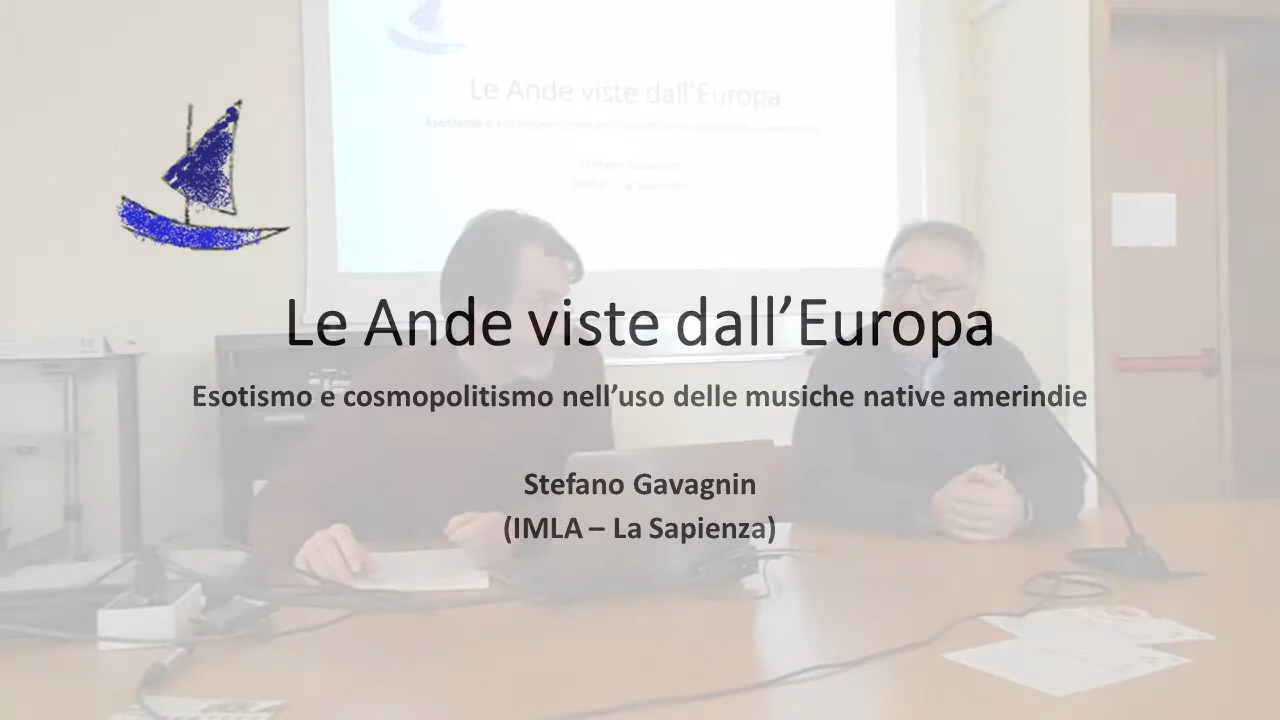 Le Ande viste dall'Europa
Le Ande viste dall'Europa
Esotismo e cosmopolitismo nell'uso delle musiche native amerindie
Stefano Gavagnin
(IMLA – La Sapienza)